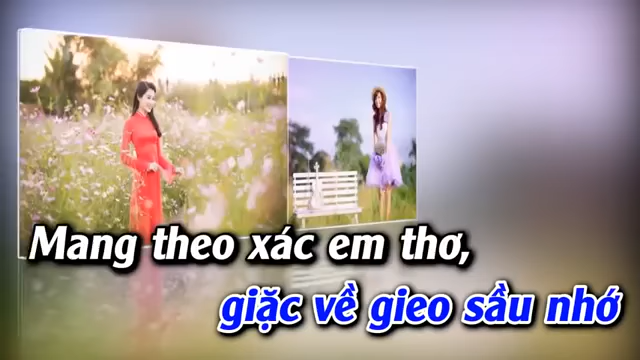 Mang theo xác em thơ,
giặc về gieo sầu nhớ